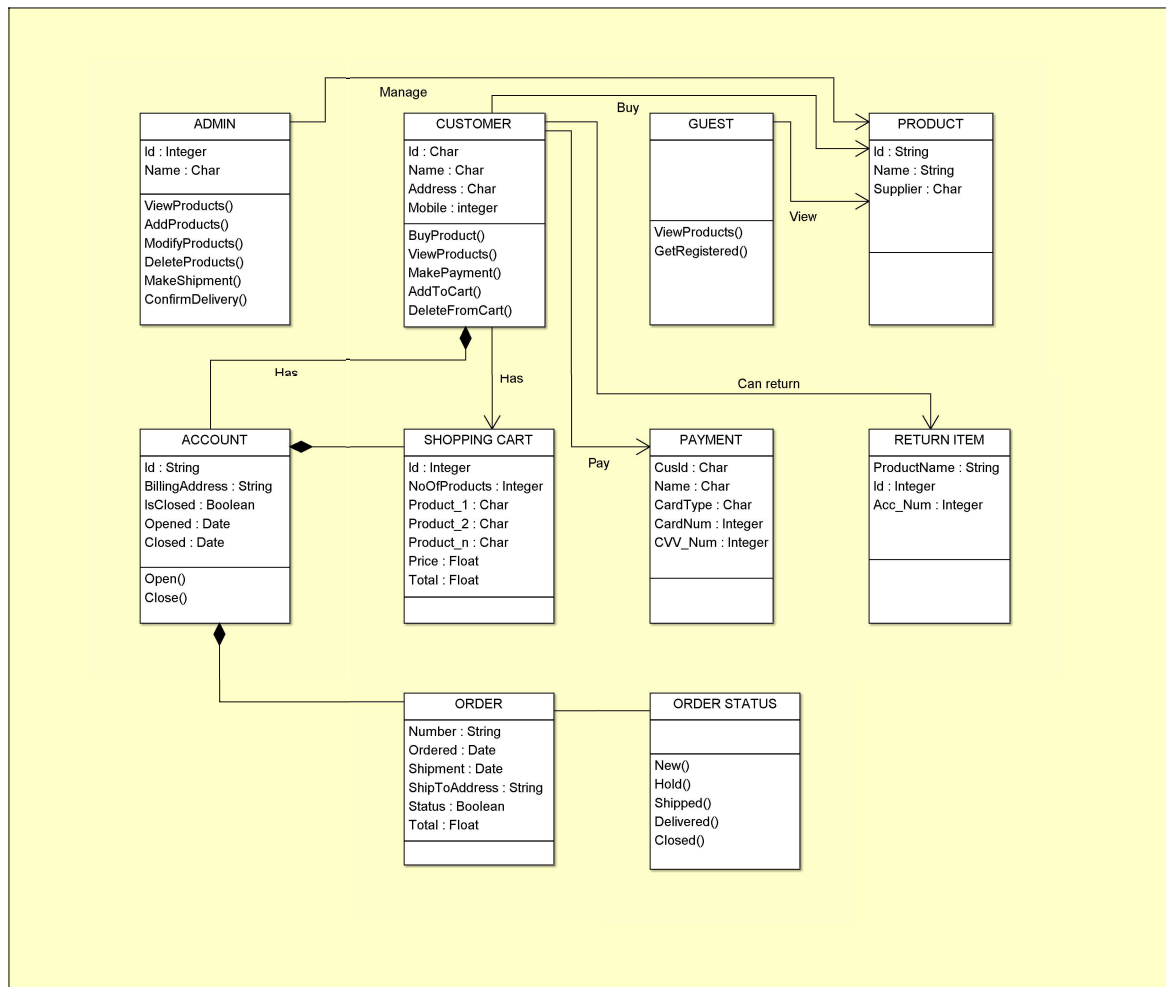 Manage
Buy
ADMIN
Id : Integer
Name : Char
ViewProducts()
AddProducts()
ModifyProducts()
DeleteProducts()
MakeShipment()
ConfirmDelivery()
CUSTOMER
Id : Char
Name : Char
Address : Char
Mobile : integer
BuyProduct()
ViewProducts()
MakePayment()
AddToCart()
DeleteFromCart()
GUEST
ViewProducts()
GetRegistered()
View
PRODUCT
Id : String
Name : String
Supplier : Char
Has
Has
Can return
ACCOUNT
Id : String
BillingAddress : String
IsClosed : Boolean
Opened : Date
Closed : Date
Open()
Close()
SHOPPING CART
Id : Integer
NoOfProducts : Integer
Product_1 : Char
Product_2 : Char
Product_n : Char
Price : Float
Total : Float
Pay
PAYMENT
CusId : Char
Name : Char
CardType : Char
CardNum : Integer
CVV_Num : Integer
RETURN ITEM
ProductName : String
Id : Integer
Acc_Num : Integer
ORDER
Number : String
Ordered : Date
Shipment : Date
ShipToAddress : String
Status : Boolean
Total : Float
ORDER STATUS
New()
Hold()
Shipped()
Delivered()
Closed()